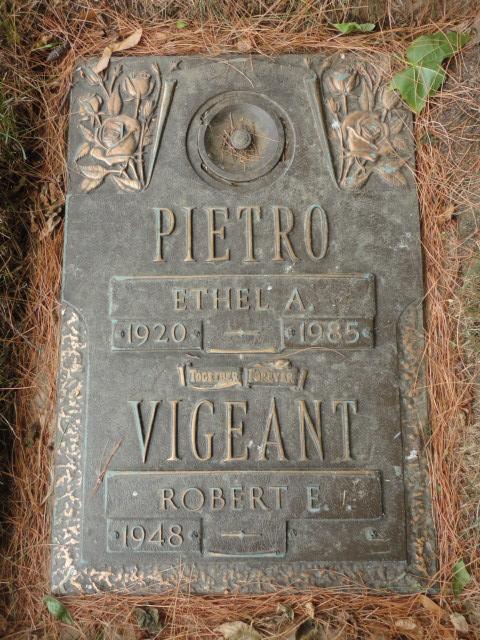 PIETRO
ETHEL A.
1920 1985
TOGETHER FOREVER
VIGEANT
ROBERT E.
1948